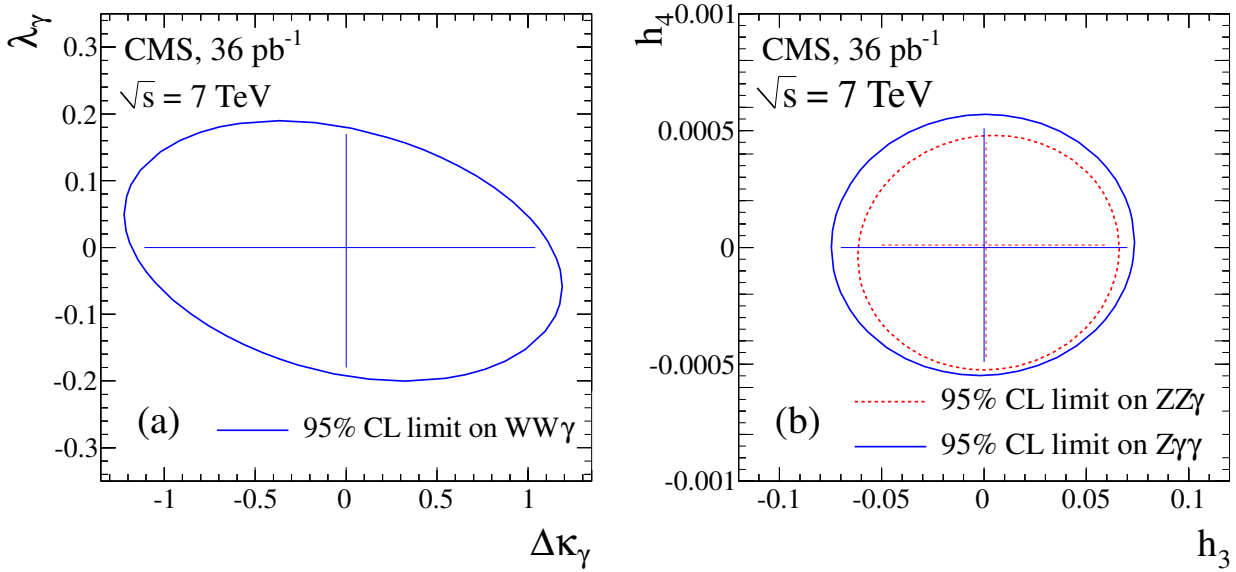 λγ
0.3
0.2
0.1
0
-0.1
-0.2
-0.3
CMS, 36 pb⁻¹
√s = 7 TeV
(a)
95% CL limit on WWγ
-1 -0.5 0 0.5 1
Δκγ
h₄
0.001
0.0005
0
-0.0005
-0.001
CMS, 36 pb⁻¹
√s = 7 TeV
(b)
95% CL limit on ZZγ
95% CL limit on Zγγ
-0.1 -0.05 0 0.05 0.1
h₃